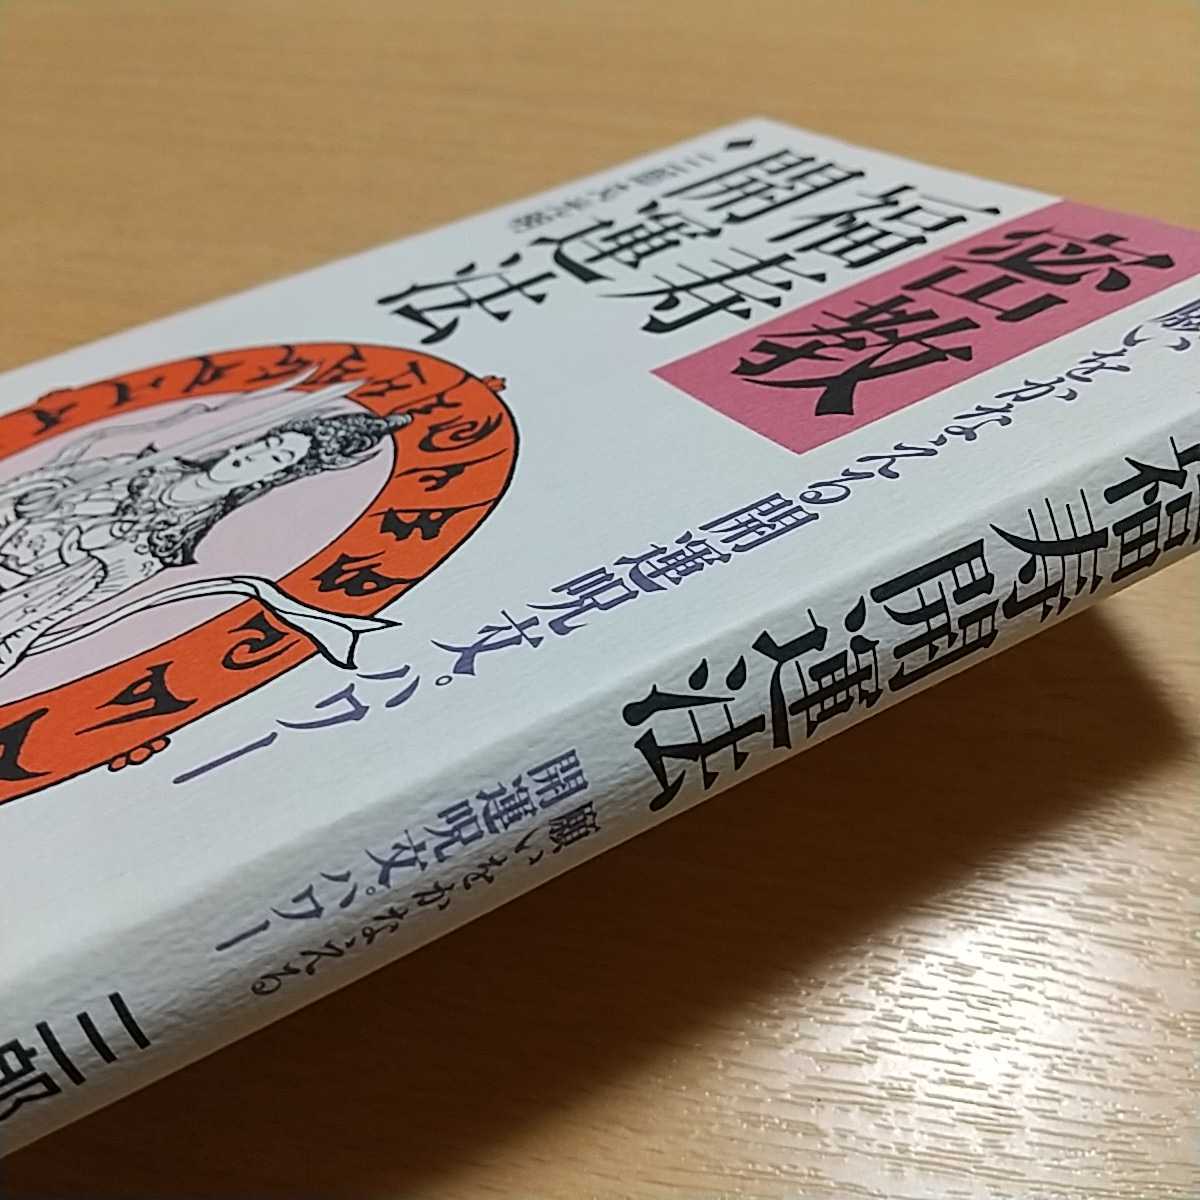 密教
福寿
開運法
願いをかなえる開運呪文パワー
福寿開運法
願いをかなえる
開運呪文パワー
三